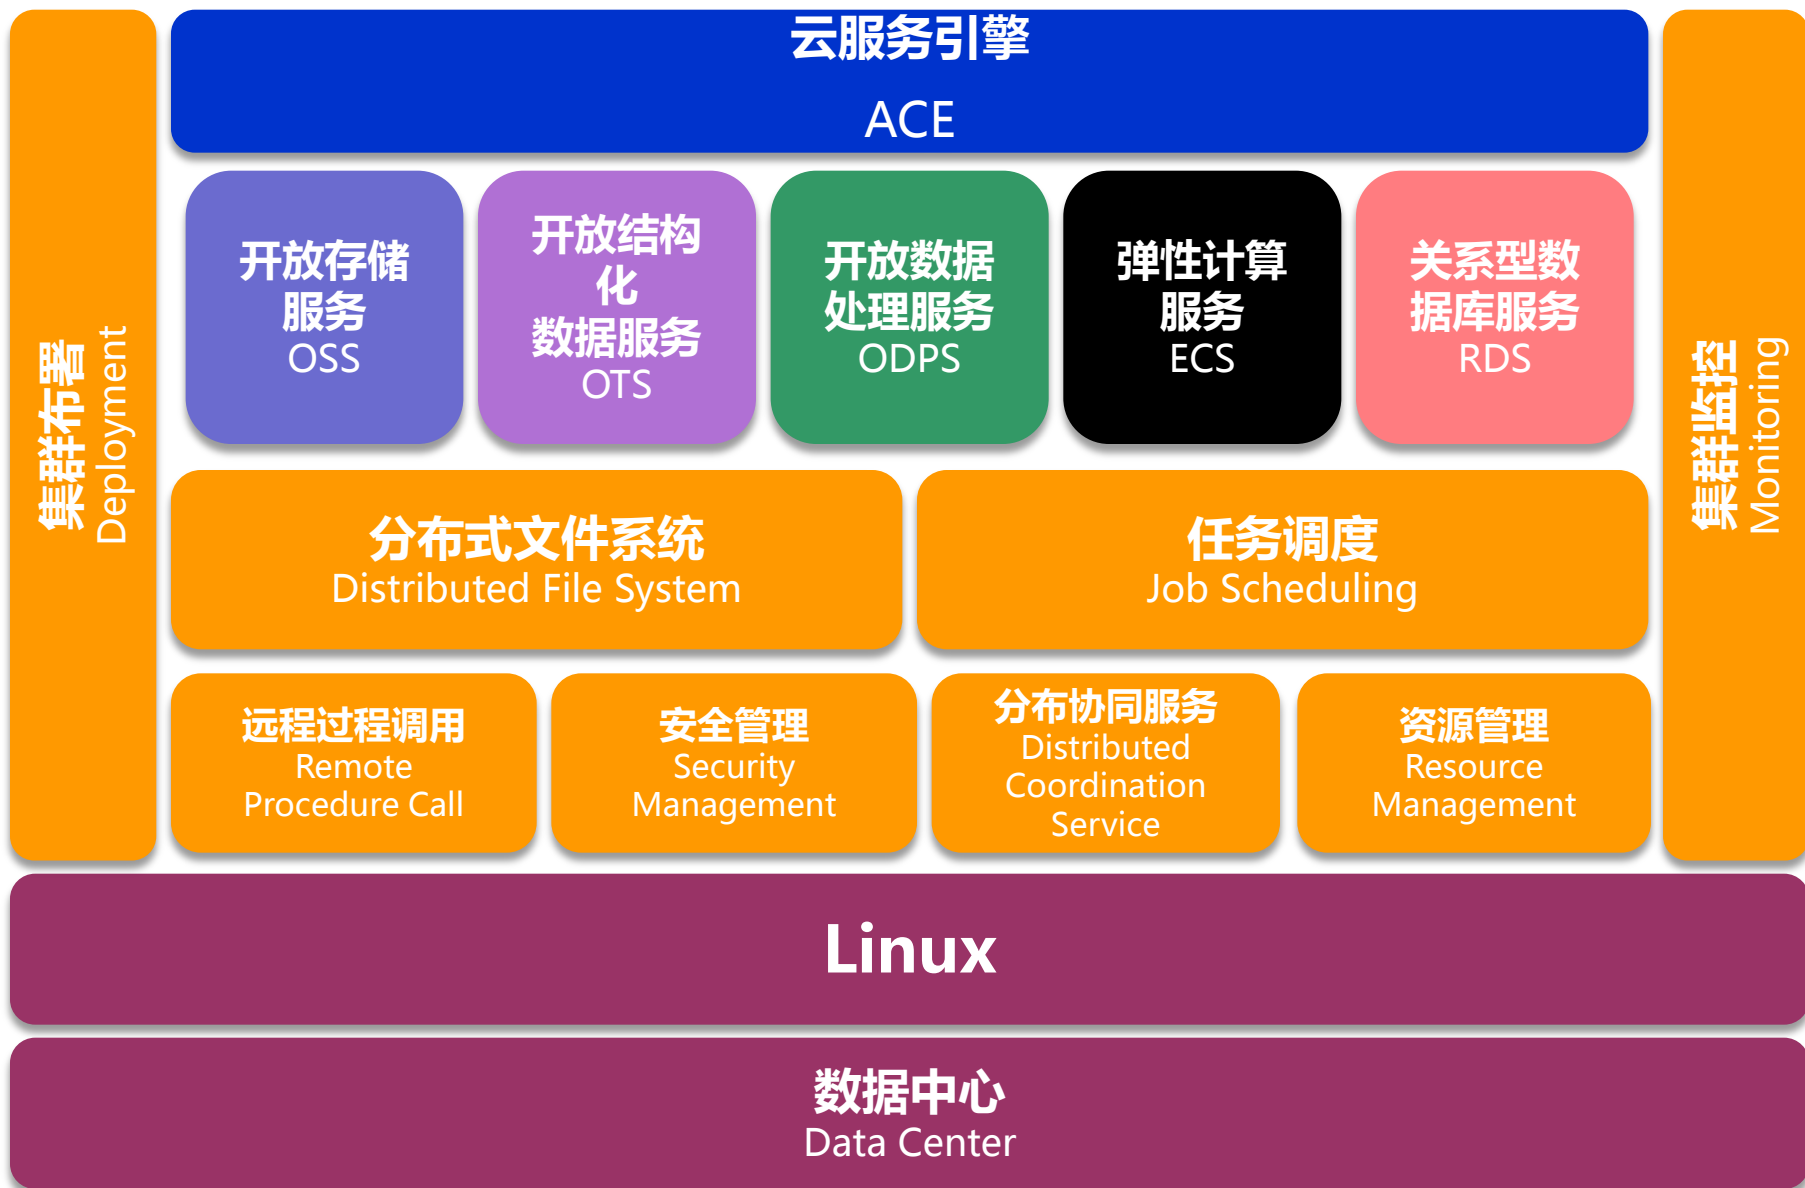 云服务引擎
ACE
集群布署
Deployment
开放存储
服务
OSS
开放结构
化
数据服务
OTS
开放数据
处理服务
ODPS
弹性计算
服务
ECS
关系型数
据库服务
RDS
集群监控
Monitoring
分布式文件系统
Distributed File System
任务调度
Job Scheduling
远程过程调用
Remote
Procedure Call
安全管理
Security
Management
分布协同服务
Distributed
Coordination
Service
资源管理
Resource
Management
Linux
数据中心
Data Center